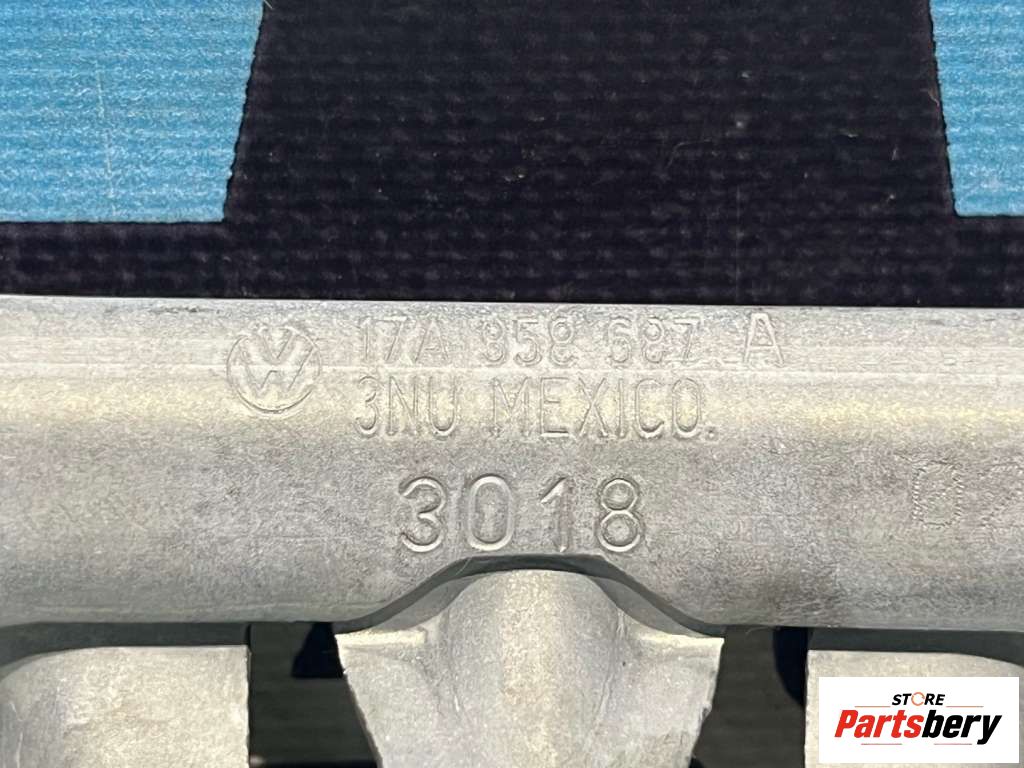 17A 858 687 A
3NU MEXICO.
3018
STORE
Partsbery